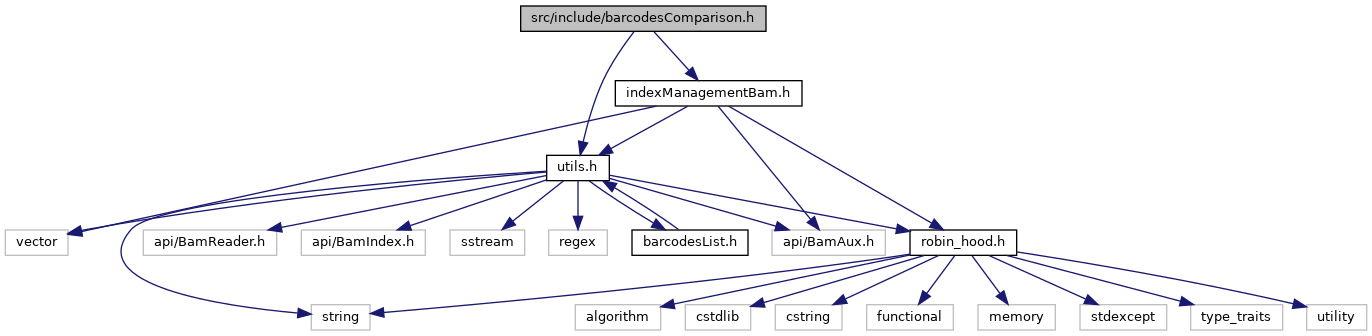 src/include/barcodesComparison.h
indexManagementBam.h
utils.h
vector
api/BamReader.h
api/BamIndex.h
sstream
regex
barcodesList.h
api/BamAux.h
robin_hood.h
string
algorithm
cstdlib
cstring
functional
memory
stdexcept
type_traits
utility